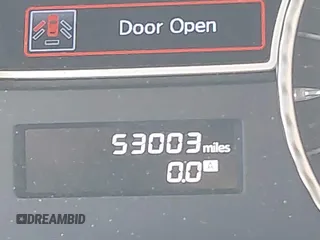 Door Open
53003 miles
0.0 A
DREAMBID